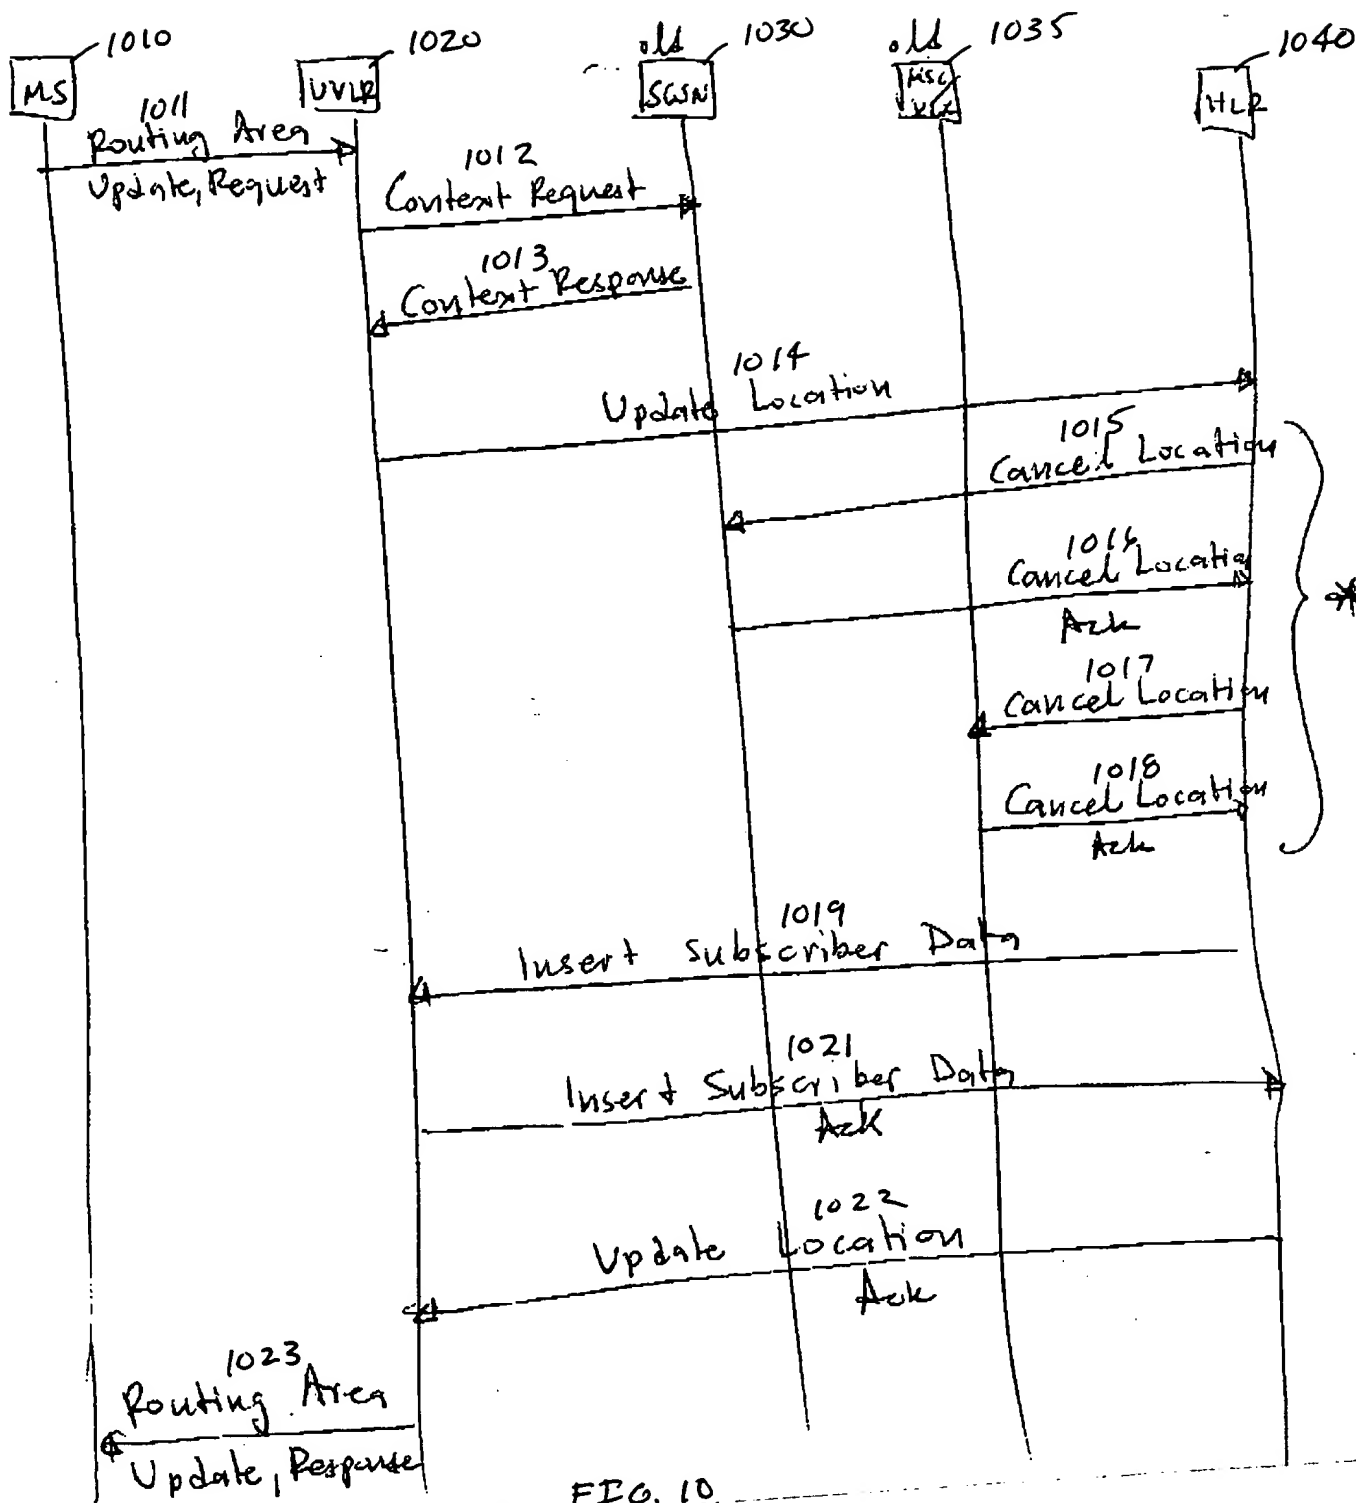 1010
1020
old
1030
old
1035
1040
MS
UVLR
SGSN
MSC
VLR
HLR
1011
Routing Area
Update, Request
1012
Context Request
1013
Context Response
1014
Update Location
1015
Cancel Location
1016
Cancel Location
Ack
*
1017
Cancel Location
1018
Cancel Location
Ack
1019
Insert Subscriber Data
1021
Insert Subscriber Data
Ack
1022
Update Location
Ack
1023
Routing Area
Update, Response
FIG. 10